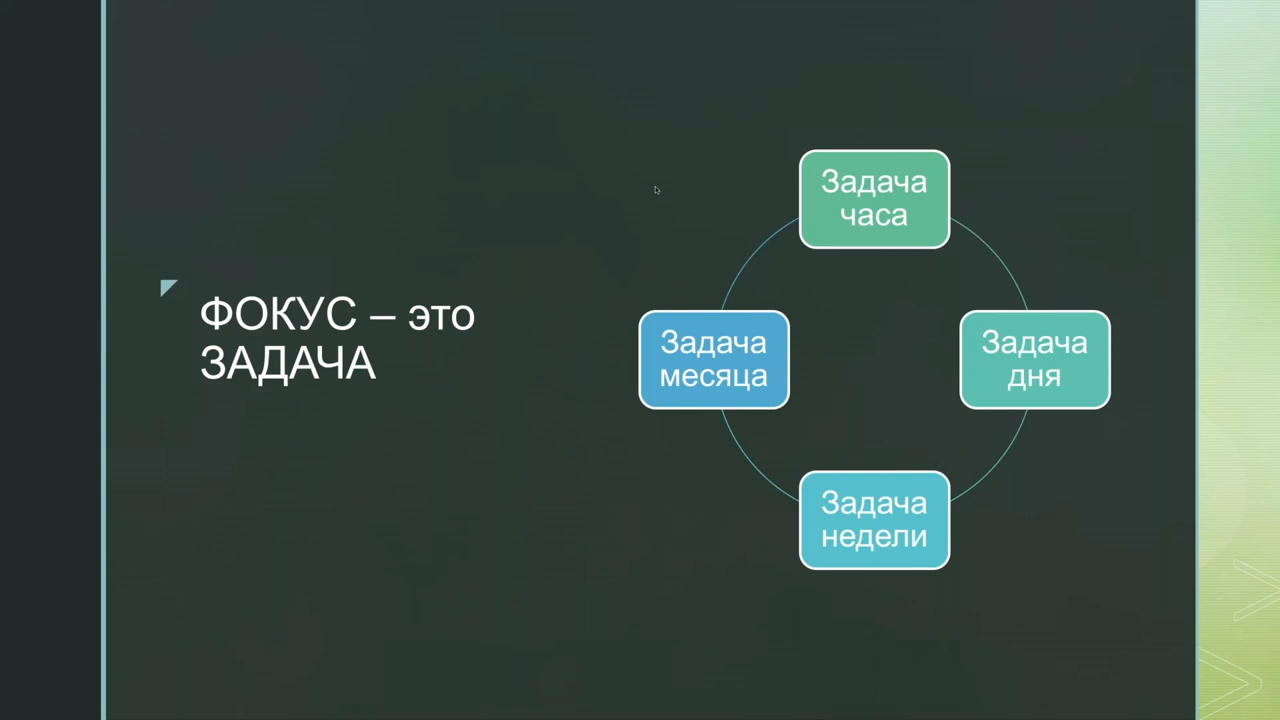 ФОКУС – это
ЗАДАЧА
Задача
часа
Задача
дня
Задача
недели
Задача
месяца